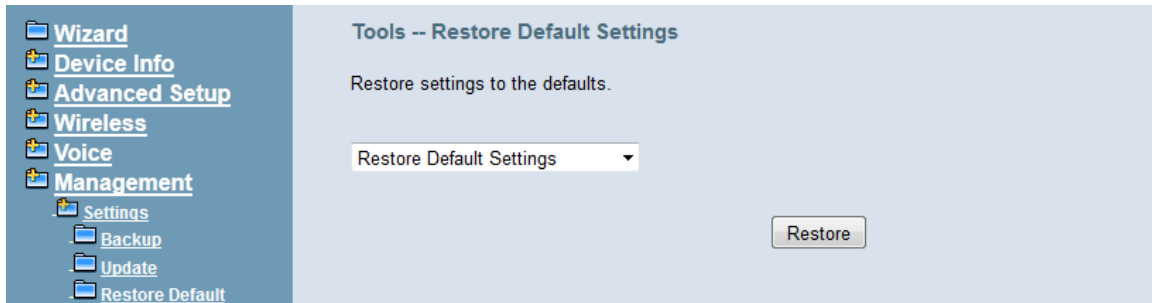 Wizard
Device Info
Advanced Setup
Wireless
Voice
Management
Settings
Backup
Update
Restore Default
Tools -- Restore Default Settings
Restore settings to the defaults.
Restore Default Settings
Restore